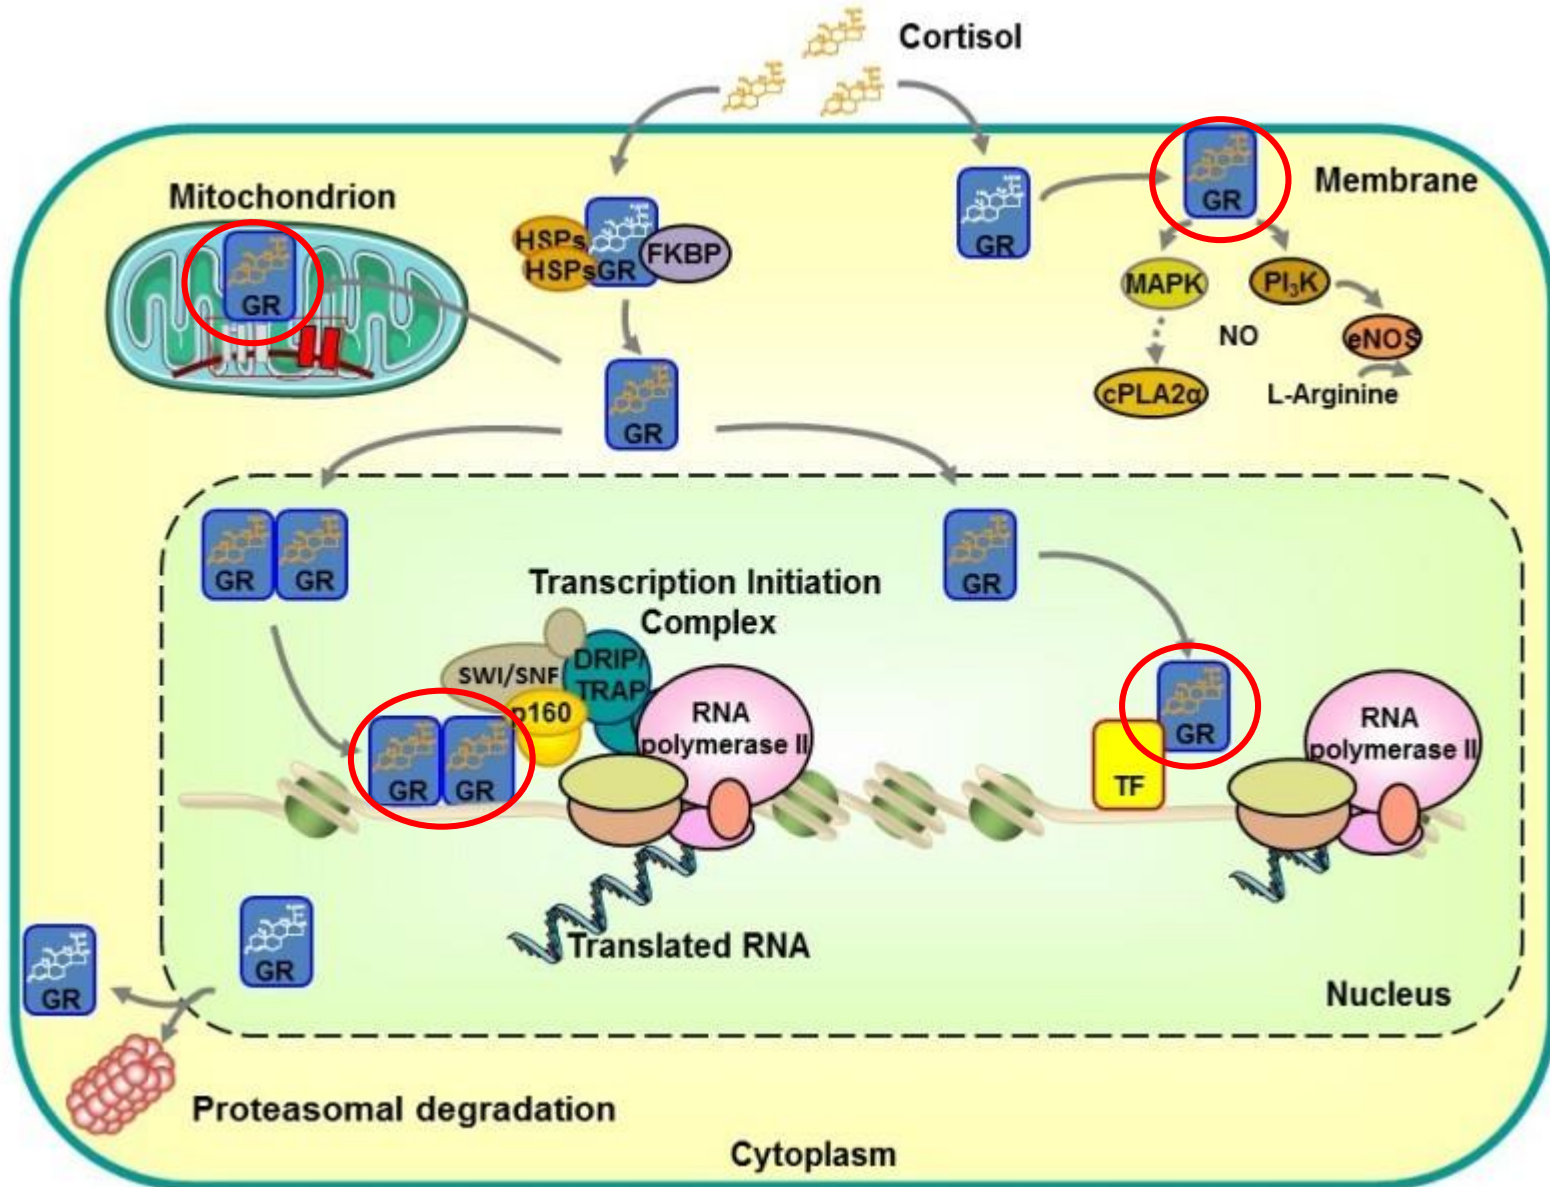 Cortisol
Mitochondrion
Membrane
GR
HSPs
HSPsGR
FKBP
GR
GR
MAPK
PI₃K
NO
eNOS
cPLA2α
L-Arginine
GR
GR GR
GR
Transcription Initiation
Complex
SWI/SNF
DRIP/
TRAP
p160
RNA
polymerase II
GR GR
GR
TF
RNA
polymerase II
GR
Translated RNA
GR
Nucleus
Proteasomal degradation
Cytoplasm